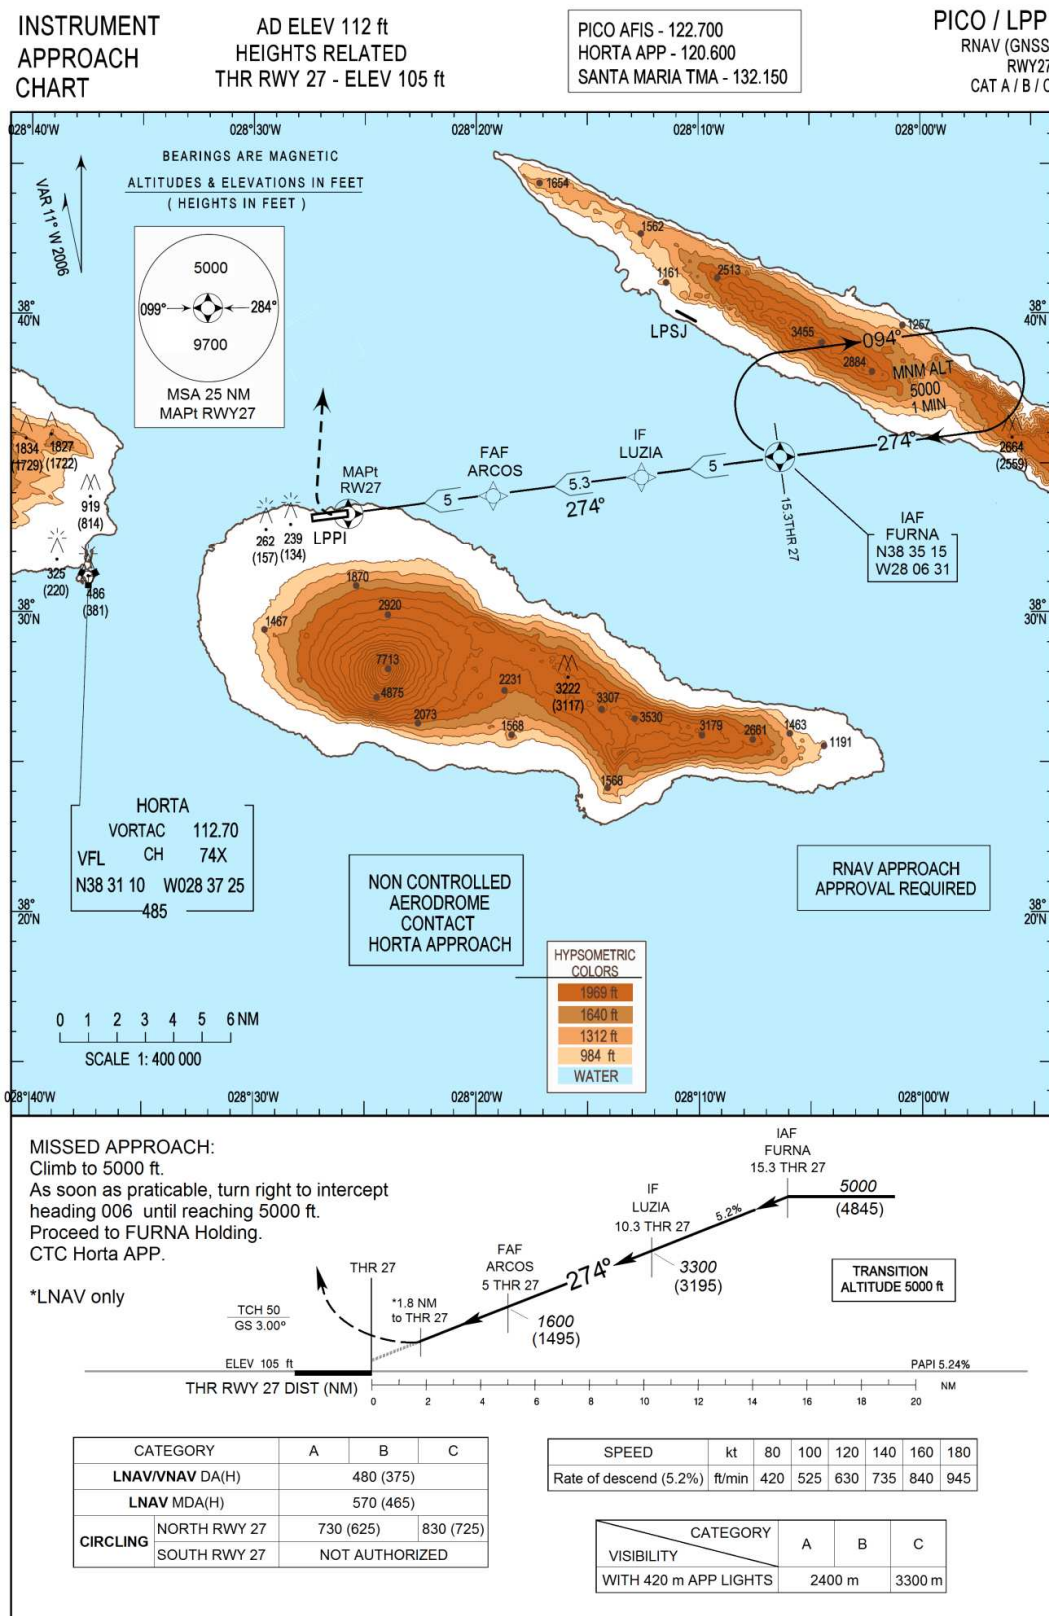 INSTRUMENT
APPROACH
CHART
AD ELEV 112 ft
HEIGHTS RELATED
THR RWY 27 - ELEV 105 ft
PICO AFIS - 122.700
HORTA APP - 120.600
SANTA MARIA TMA - 132.150
PICO / LPP
RNAV (GNSS
RWY27
CAT A / B / C
028°40'W 028°30'W 028°20'W 028°10'W 028°00'W
BEARINGS ARE MAGNETIC
ALTITUDES & ELEVATIONS IN FEET
( HEIGHTS IN FEET )
VAR 11° W 2006
5000
099° 284°
9700
MSA 25 NM
MAPt RWY27
1654
1562
1161
2513
LPSJ
3455
1267
2884
094°
MNM ALT
5000
1 MIN
274°
2664
(2559)
38°
40'N
38°
40'N
1834
(1729)
1827
(1722)
919
(814)
325
(220)
486
(381)
MAPt
RW27
FAF
ARCOS
IF
LUZIA
5
5.3
5
274°
15.3THR 27
IAF
FURNA
N38 35 15
W28 06 31
LPPI
262
(157)
239
(134)
38°
30'N
38°
30'N
1870
2920
1467
7713
4875
2073
2231
1568
3222
(3117)
3307
3530
3179
2661
1463
1191
1568
HORTA
VORTAC 112.70
VFL CH 74X
N38 31 10 W028 37 25
485
NON CONTROLLED
AERODROME
CONTACT
HORTA APPROACH
RNAV APPROACH
APPROVAL REQUIRED
38°
20'N
38°
20'N
HYPSOMETRIC
COLORS
1969 ft
1640 ft
1312 ft
984 ft
WATER
0 1 2 3 4 5 6 NM
SCALE 1: 400 000
028°40'W 028°30'W 028°20'W 028°10'W 028°00'W
MISSED APPROACH:
Climb to 5000 ft.
As soon as praticable, turn right to intercept
heading 006 until reaching 5000 ft.
Proceed to FURNA Holding.
CTC Horta APP.
*LNAV only
IAF
FURNA
15.3 THR 27
5000
(4845)
IF
LUZIA
10.3 THR 27
5.2%
3300
(3195)
FAF
ARCOS
5 THR 27
274°
1600
(1495)
TRANSITION
ALTITUDE 5000 ft
THR 27
*1.8 NM
to THR 27
TCH 50
GS 3.00°
ELEV 105 ft
PAPI 5.24%
THR RWY 27 DIST (NM)
0 2 4 6 8 10 12 14 16 18 20 NM
CATEGORY A B C
LNAV/VNAV DA(H) 480 (375)
LNAV MDA(H) 570 (465)
CIRCLING NORTH RWY 27 730 (625) 830 (725)
SOUTH RWY 27 NOT AUTHORIZED
SPEED kt 80 100 120 140 160 180
Rate of descend (5.2%) ft/min 420 525 630 735 840 945
CATEGORY A B C
VISIBILITY
WITH 420 m APP LIGHTS 2400 m 3300 m